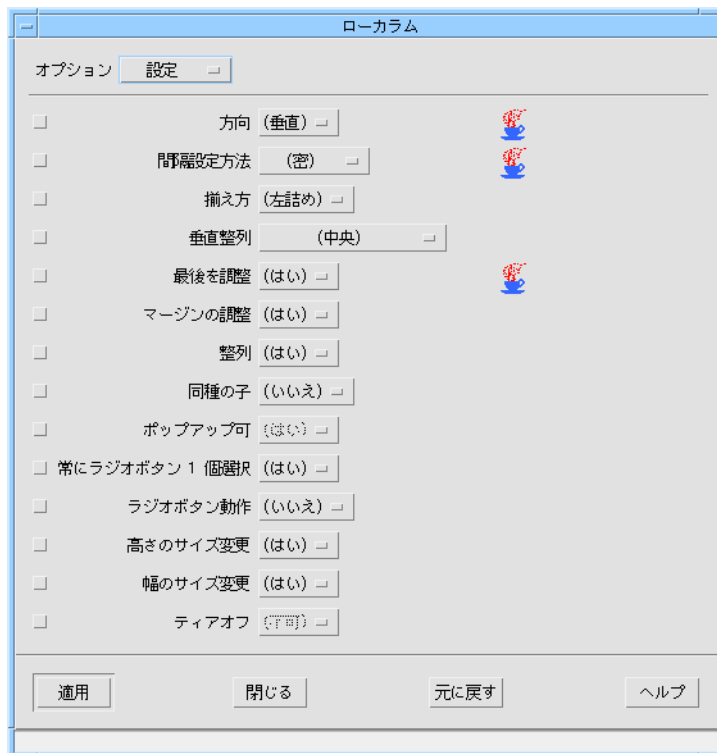 ローカラム
オプション 設定
方向 (垂直)
間隔設定方法 (密)
揃え方 (左詰め)
垂直整列 (中央)
最後を調整 (はい)
マージンの調整 (はい)
整列 (はい)
同種の子 (いいえ)
ポップアップ可 (はい)
常にラジオボタン 1 個選択 (はい)
ラジオボタン動作 (いいえ)
高さのサイズ変更 (はい)
幅のサイズ変更 (はい)
ティアオフ (不可)
適用 閉じる 元に戻す ヘルプ